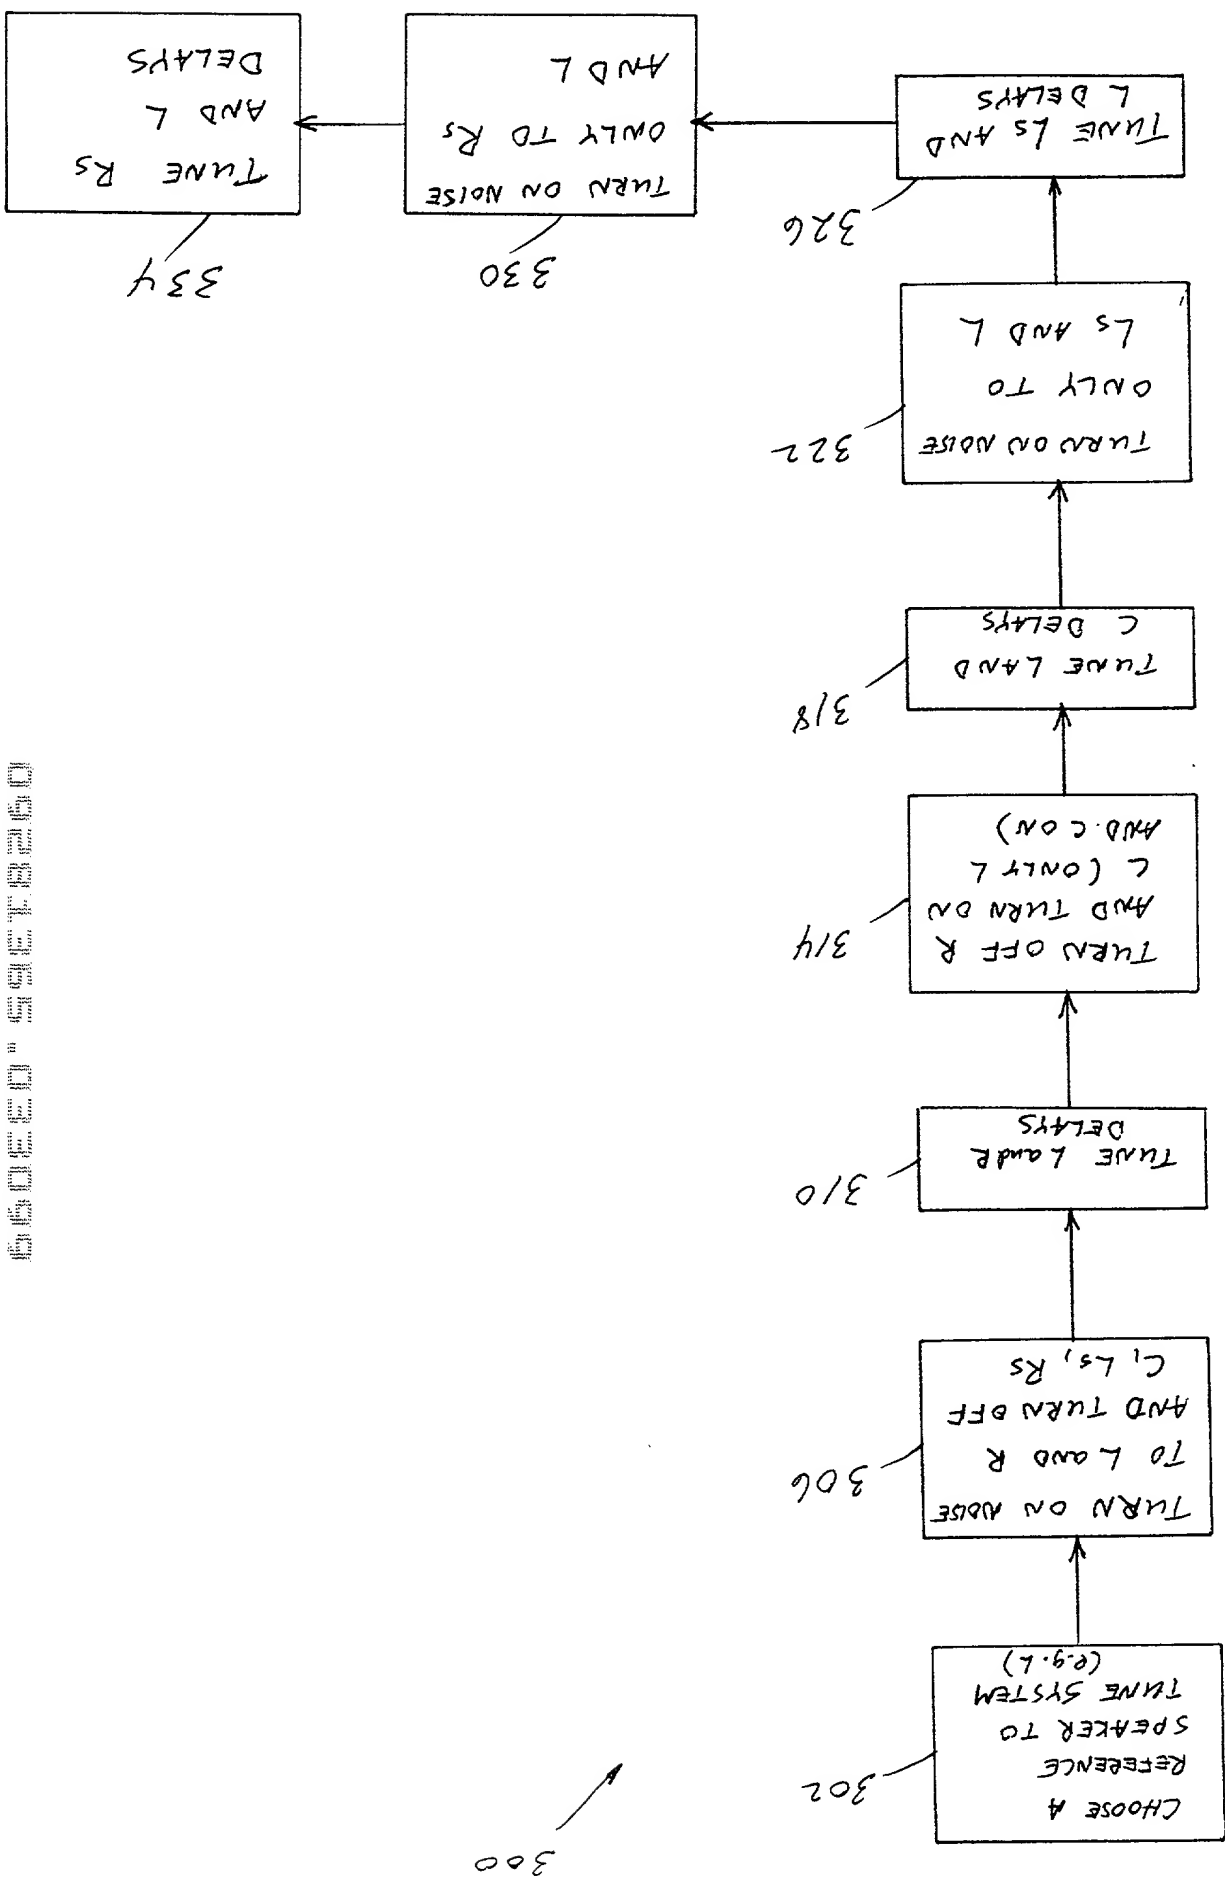 300
302
CHOOSE A
REFERENCE
SPEAKER TO
TUNE SYSTEM
(e.g. L)
306
TURN ON NOISE
TO L AND R
AND TURN OFF
C, Ls, Rs
310
TUNE L and R
DELAYS
314
TURN OFF R
AND TURN ON
C (ONLY L
AND C ON)
318
TUNE L AND
C DELAYS
322
TURN ON NOISE
ONLY TO
Ls AND L
326
TUNE Ls AND
L DELAYS
330
TURN ON NOISE
ONLY TO Rs
AND L
334
TUNE Rs
AND L
DELAYS
09281365.033099